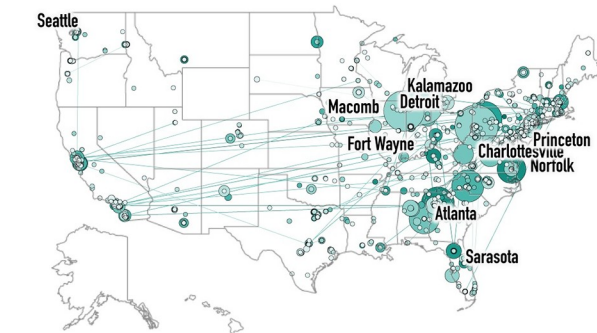 Seattle
Kalamazoo
Detroit
Macomb
Fort Wayne
Princeton
Charlottesville
Norfolk
Atlanta
Sarasota